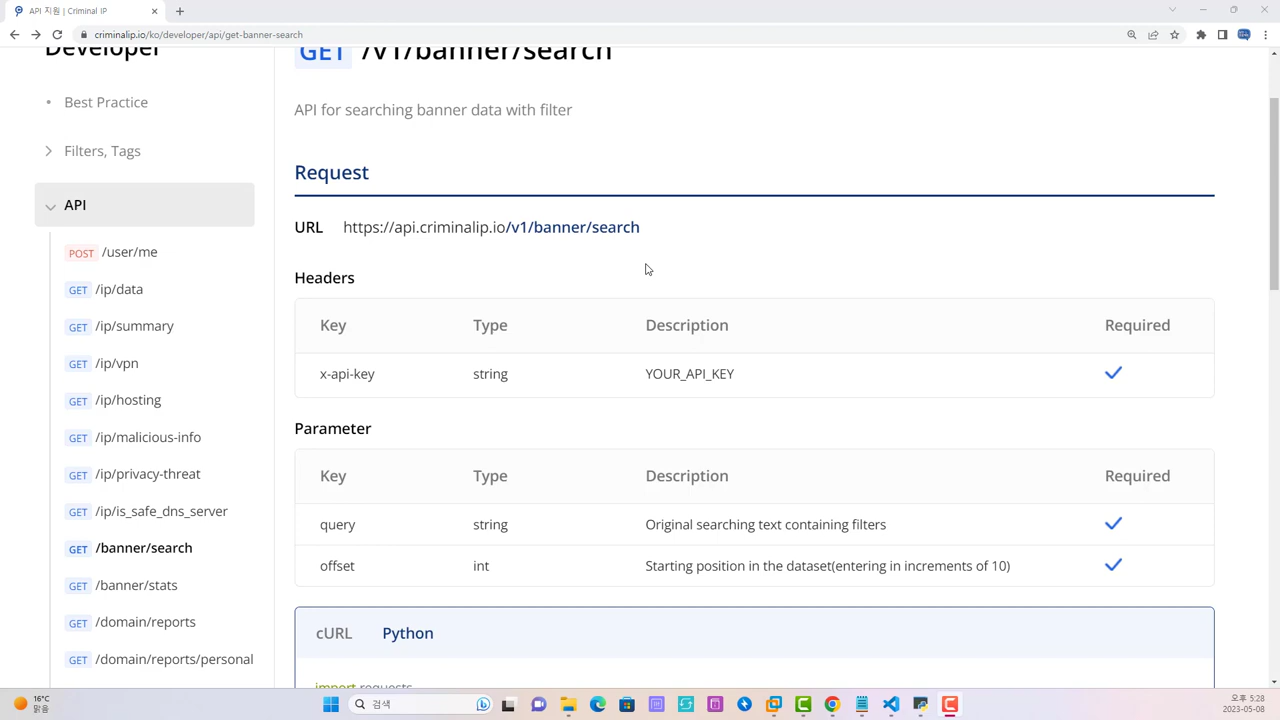 API 지원 | Criminal IP
criminalip.io/ko/developer/api/get-banner-search
Developer
Best Practice
Filters, Tags
API
POST /user/me
GET /ip/data
GET /ip/summary
GET /ip/vpn
GET /ip/hosting
GET /ip/malicious-info
GET /ip/privacy-threat
GET /ip/is_safe_dns_server
GET /banner/search
GET /banner/stats
GET /domain/reports
/domain/reports/personal
GET /v1/banner/search
API for searching banner data with filter
Request
URL https://api.criminalip.io/v1/banner/search
Headers
Key Type Description Required
x-api-key string YOUR_API_KEY
Parameter
Key Type Description Required
query string Original searching text containing filters
offset int Starting position in the dataset(entering in increments of 10)
cURL Python
import requests
16°C
맑음
검색
오후 5:28
2023-05-08